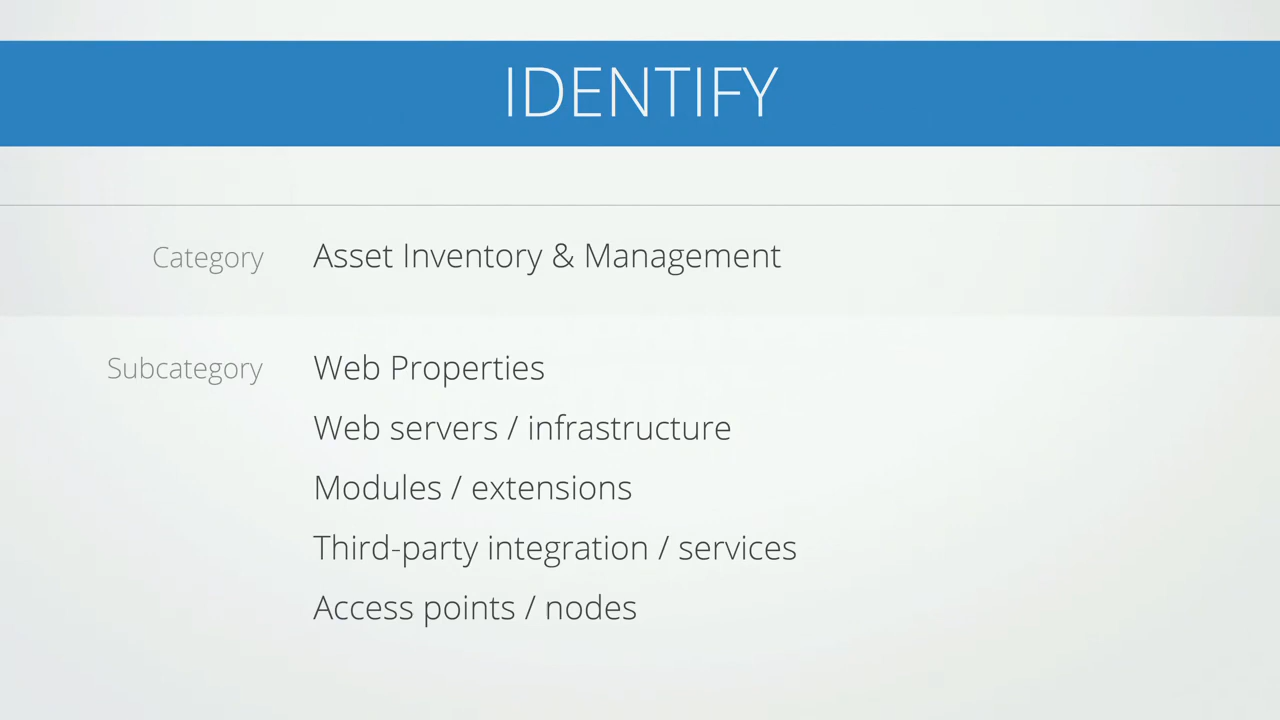 IDENTIFY
Category Asset Inventory & Management
Subcategory Web Properties
Web servers / infrastructure
Modules / extensions
Third-party integration / services
Access points / nodes